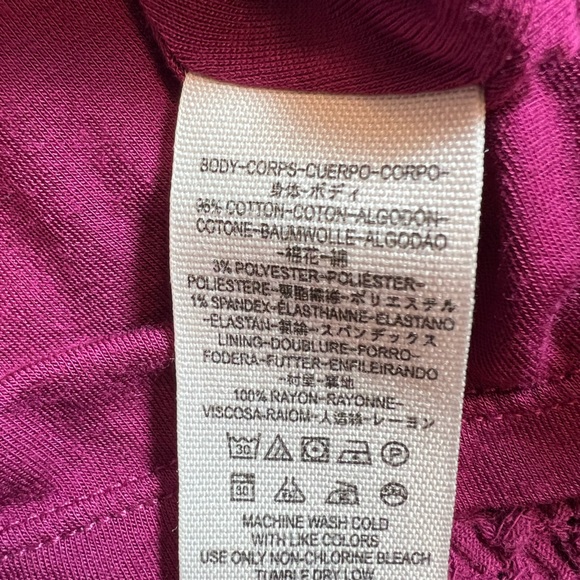 BODY-CORPS-CUERPO-CORPO-
身体-ボディ
96% COTTON-COTON-ALGODÓN-
COTONE-BAUMWOLLE-ALGODÃO
-棉花-綿
3% POLYESTER-POLIÉSTER-
POLIESTERE-樹脂纖維-ポリエステル
1% SPANDEX-ÉLASTHANNE-ELASTANO
-ELASTAN-氨綸-スパンデックス
LINING-DOUBLURE-FORRO-
FODERA-FUTTER-ENFILEIRANDO
-襯里-裏地
100% RAYON-RAYONNE-
VISCOSA-RAIOM-人造絲-レーヨン
30
30
MACHINE WASH COLD
WITH LIKE COLORS
USE ONLY NON-CHLORINE BLEACH
TUMBLE DRY LOW